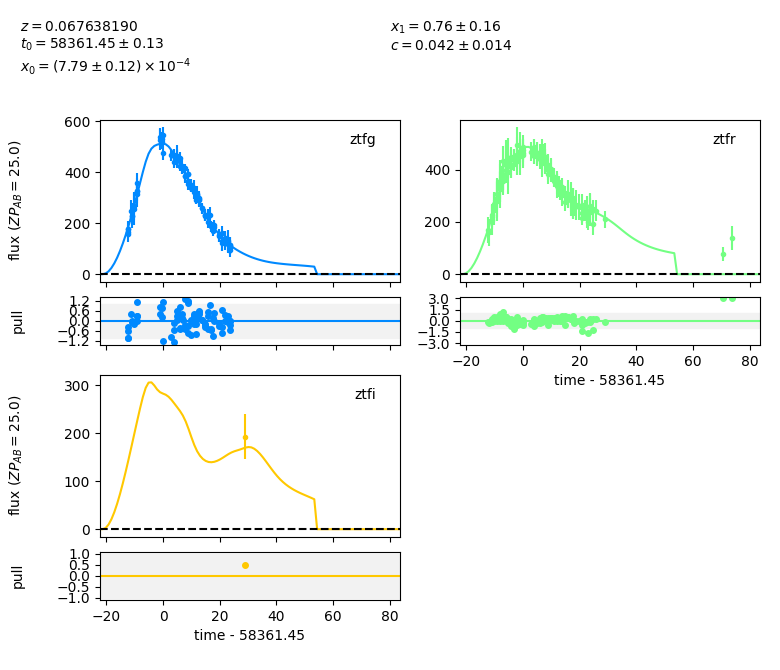 z = 0.067638190
t₀ = 58361.45 ± 0.13
x₀ = (7.79 ± 0.12) × 10⁻⁴
x₁ = 0.76 ± 0.16
c = 0.042 ± 0.014
flux (ZP_AB = 25.0)
600
400
200
0
ztfg
400
200
0
ztfr
pull
1.2
0.6
0.0
−0.6
−1.2
3.0
1.5
0.0
−1.5
−3.0
−20 0 20 40 60 80
time - 58361.45
flux (ZP_AB = 25.0)
300
200
100
0
ztfi
pull
1.0
0.5
0.0
−0.5
−1.0
−20 0 20 40 60 80
time - 58361.45